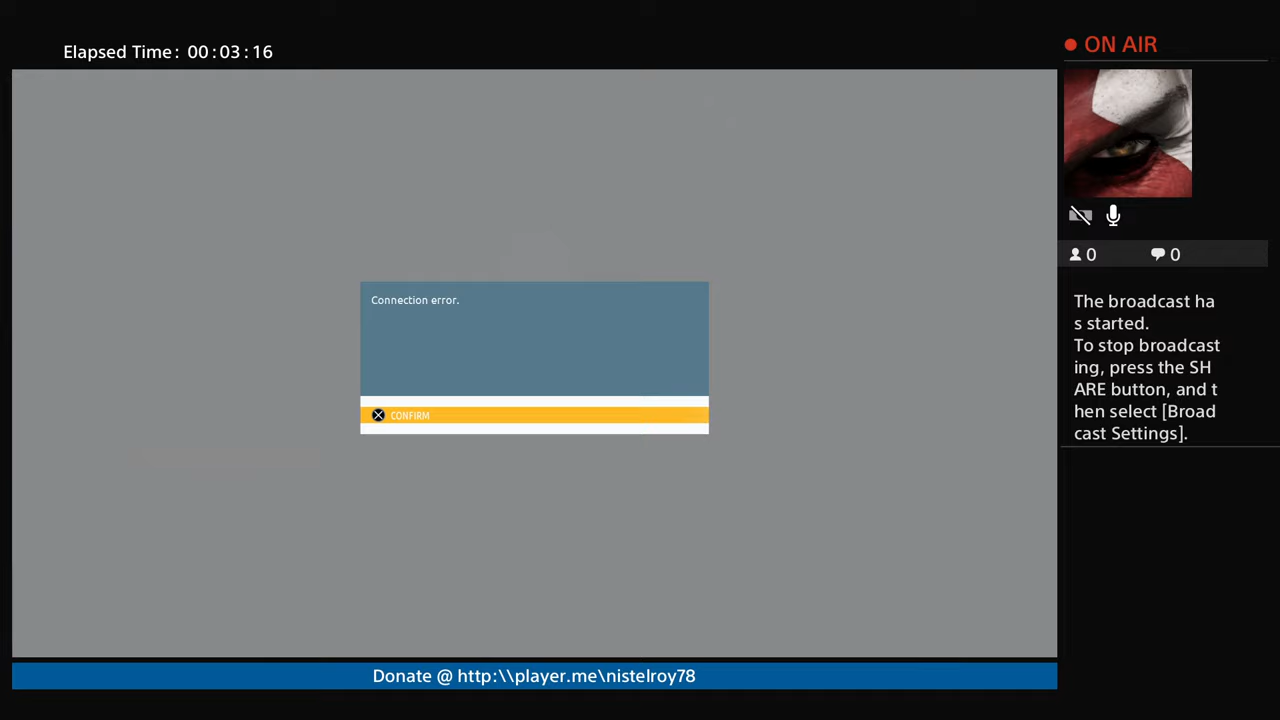 Elapsed Time: 00:03:16
ON AIR
0 0
The broadcast ha
s started.
To stop broadcast
ing, press the SH
ARE button, and t
hen select [Broad
cast Settings].
Connection error.
CONFIRM
Donate @ http:\\player.me\nistelroy78